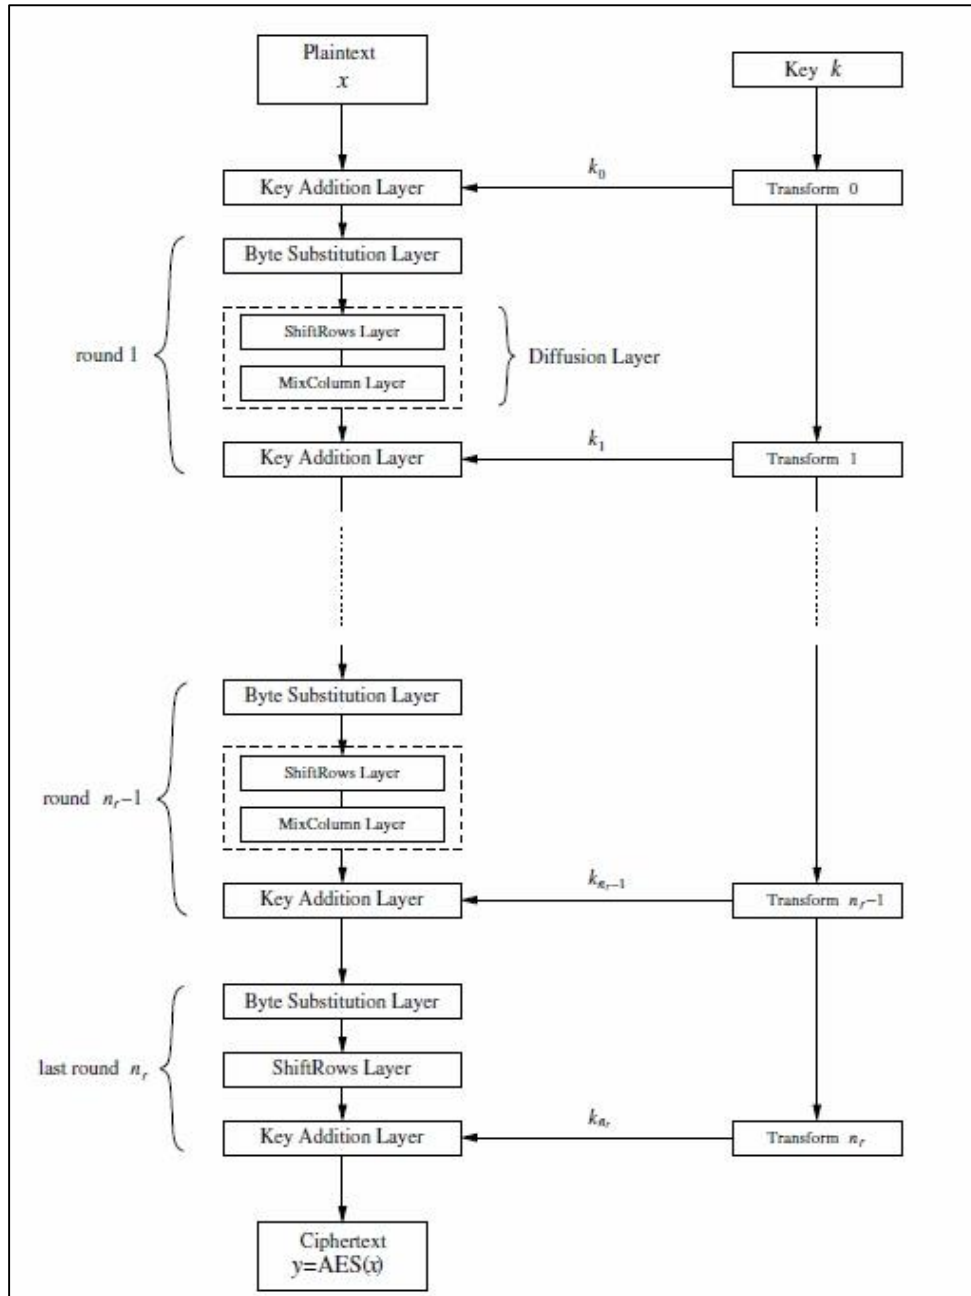 Plaintext
x
Key k
k₀
Key Addition Layer
Transform 0
Byte Substitution Layer
round 1
ShiftRows Layer
MixColumn Layer
Diffusion Layer
k₁
Key Addition Layer
Transform 1
Byte Substitution Layer
round nᵣ−1
ShiftRows Layer
MixColumn Layer
kₙᵣ₋₁
Key Addition Layer
Transform nᵣ−1
Byte Substitution Layer
last round nᵣ
ShiftRows Layer
kₙᵣ
Key Addition Layer
Transform nᵣ
Ciphertext
y=AES(x)